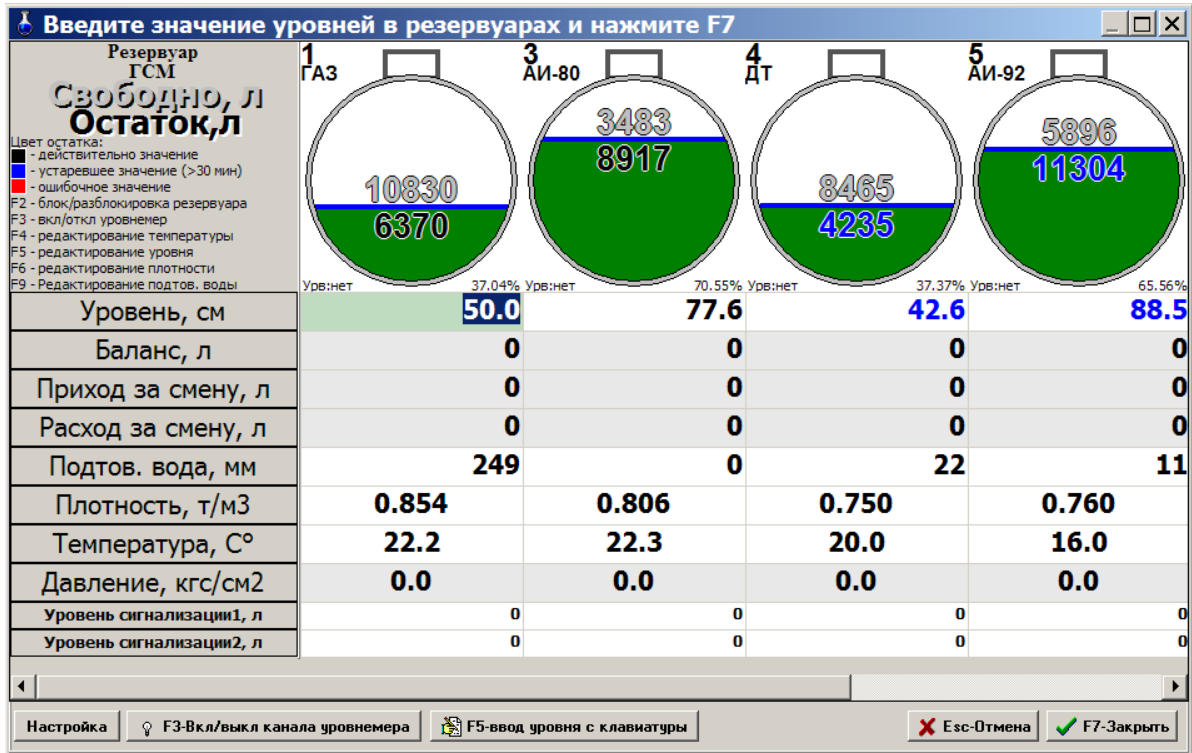 Введите значение уровней в резервуарах и нажмите F7
Резервуар
ГСМ
Свободно, л
Остаток,л
Цвет остатка:
- действительно значение
- устаревшее значение (>30 мин)
- ошибочное значение
F2 - блок/разблокировка резервуара
F3 - вкл/откл уровнемер
F4 - редактирование температуры
F5 - редактирование уровня
F6 - редактирование плотности
F9 - Редактирование подтов. воды
1 3 4 5
ГАЗ АИ-80 ДТ АИ-92
10830 3483 8465 5896
6370 8917 4235 11304
Урв:нет 37.04% Урв:нет 70.55% Урв:нет 37.37% Урв:нет 65.56%
Уровень, см 50.0 77.6 42.6 88.5
Баланс, л 0 0 0 0
Приход за смену, л 0 0 0 0
Расход за смену, л 0 0 0 0
Подтов. вода, мм 249 0 22 11
Плотность, т/м3 0.854 0.806 0.750 0.760
Температура, С° 22.2 22.3 20.0 16.0
Давление, кгс/см2 0.0 0.0 0.0 0.0
Уровень сигнализации1, л 0 0 0 0
Уровень сигнализации2, л 0 0 0 0
Настройка F3-Вкл/выкл канала уровнемера F5-ввод уровня с клавиатуры Esc-Отмена F7-Закрыть